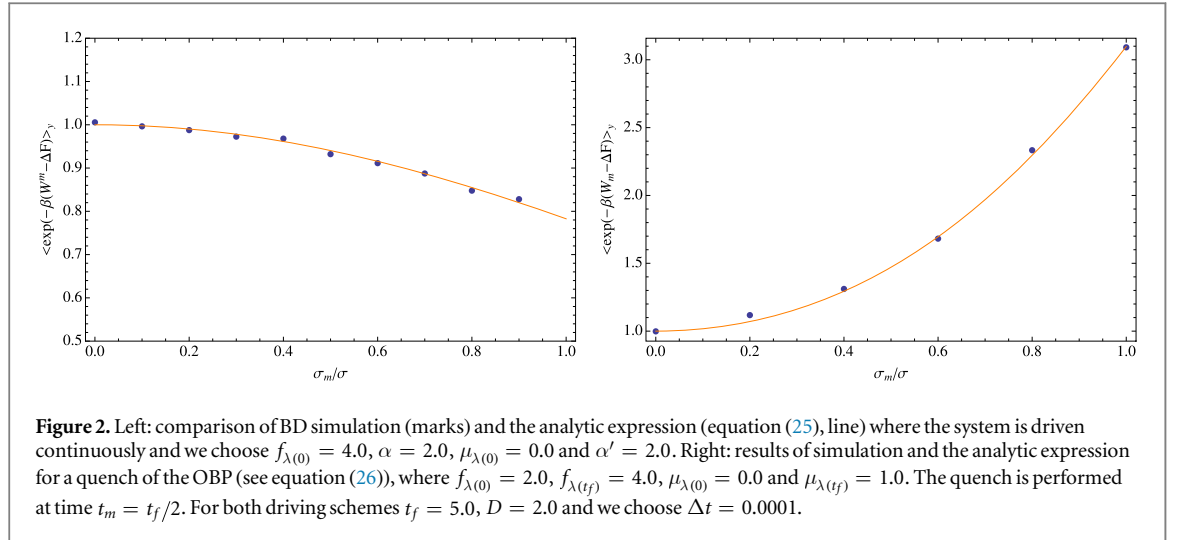 1.2
1.1
1.0
0.9
0.8
0.7
0.6
0.5
<exp(−β(W^m−ΔF)>_y
0.0 0.2 0.4 0.6 0.8 1.0
σ_m/σ
3.0
2.5
2.0
1.5
1.0
<exp(−β(W_m−ΔF)>_y
0.0 0.2 0.4 0.6 0.8 1.0
σ_m/σ
Figure 2. Left: comparison of BD simulation (marks) and the analytic expression (equation (25), line) where the system is driven
continuously and we choose f_λ(0) = 4.0, α = 2.0, μ_λ(0) = 0.0 and α′ = 2.0. Right: results of simulation and the analytic expression
for a quench of the OBP (see equation (26)), where f_λ(0) = 2.0, f_λ(t_f) = 4.0, μ_λ(0) = 0.0 and μ_λ(t_f) = 1.0. The quench is performed
at time t_m = t_f/2. For both driving schemes t_f = 5.0, D = 2.0 and we choose Δt = 0.0001.